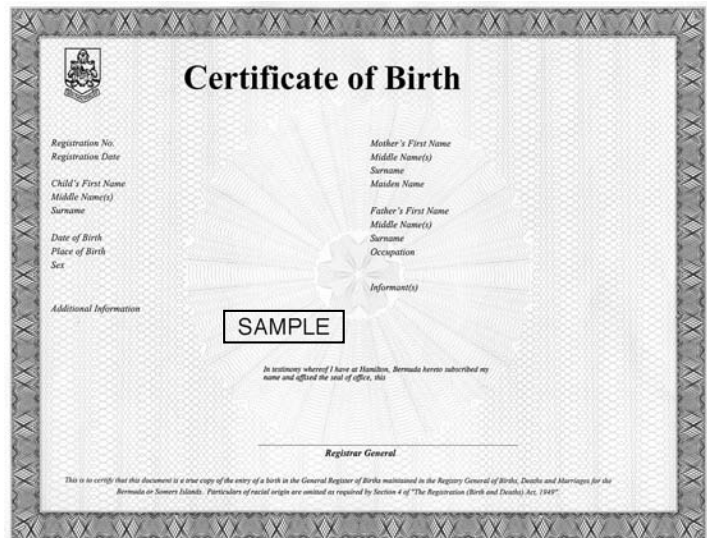 Certificate of Birth
Registration No.
Registration Date
Child's First Name
Middle Name(s)
Surname
Date of Birth
Place of Birth
Sex
Additional Information
Mother's First Name
Middle Name(s)
Surname
Maiden Name
Father's First Name
Middle Name(s)
Surname
Occupation
Informant(s)
SAMPLE
In testimony whereof I have at Hamilton, Bermuda hereto subscribed my
name and affixed the seal of office, this
Registrar General
This is to certify that this document is a true copy of the entry of a birth in the General Register of Births maintained in the Registry General of Births, Deaths and Marriages for the
Bermuda or Somers Islands. Particulars of racial origin are omitted as required by Section 4 of "The Registration (Birth and Deaths) Act, 1949"